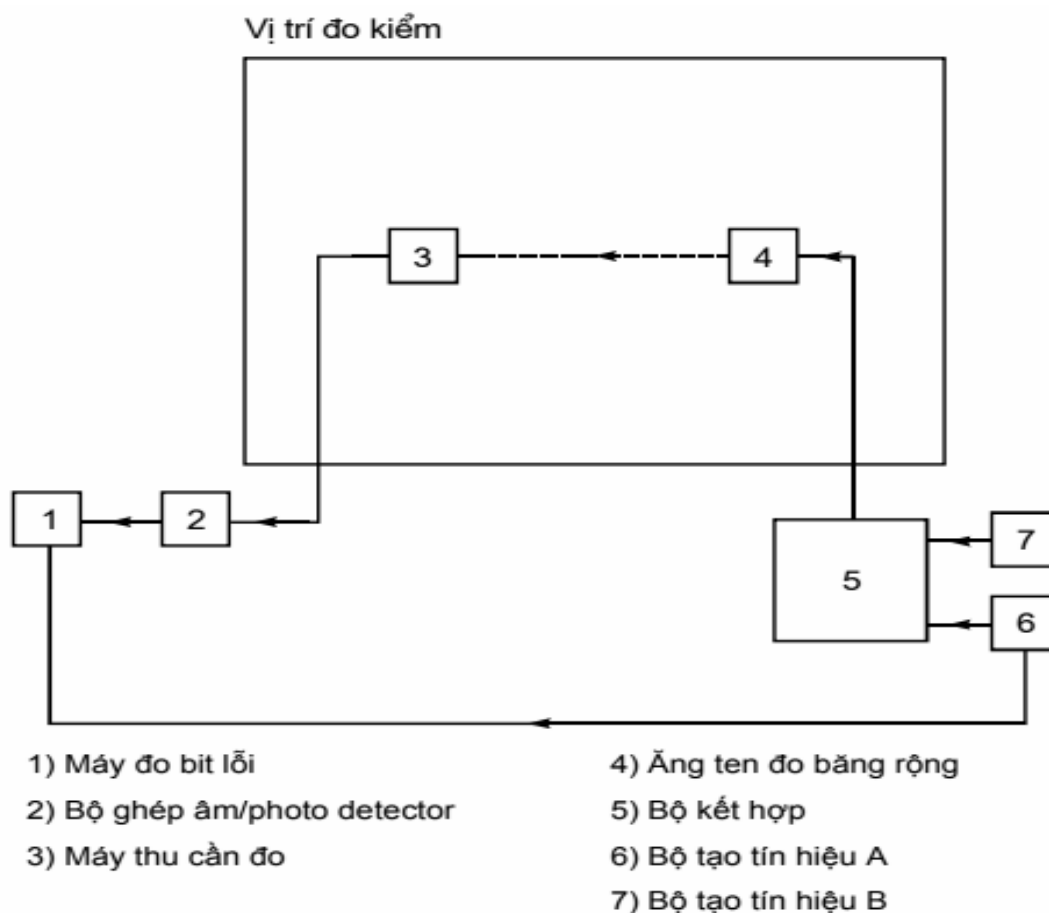 Vị trí đo kiểm
3
4
1
2
7
5
6
1) Máy đo bit lỗi
2) Bộ ghép âm/photo detector
3) Máy thu cần đo
4) Ăng ten đo băng rộng
5) Bộ kết hợp
6) Bộ tạo tín hiệu A
7) Bộ tạo tín hiệu B